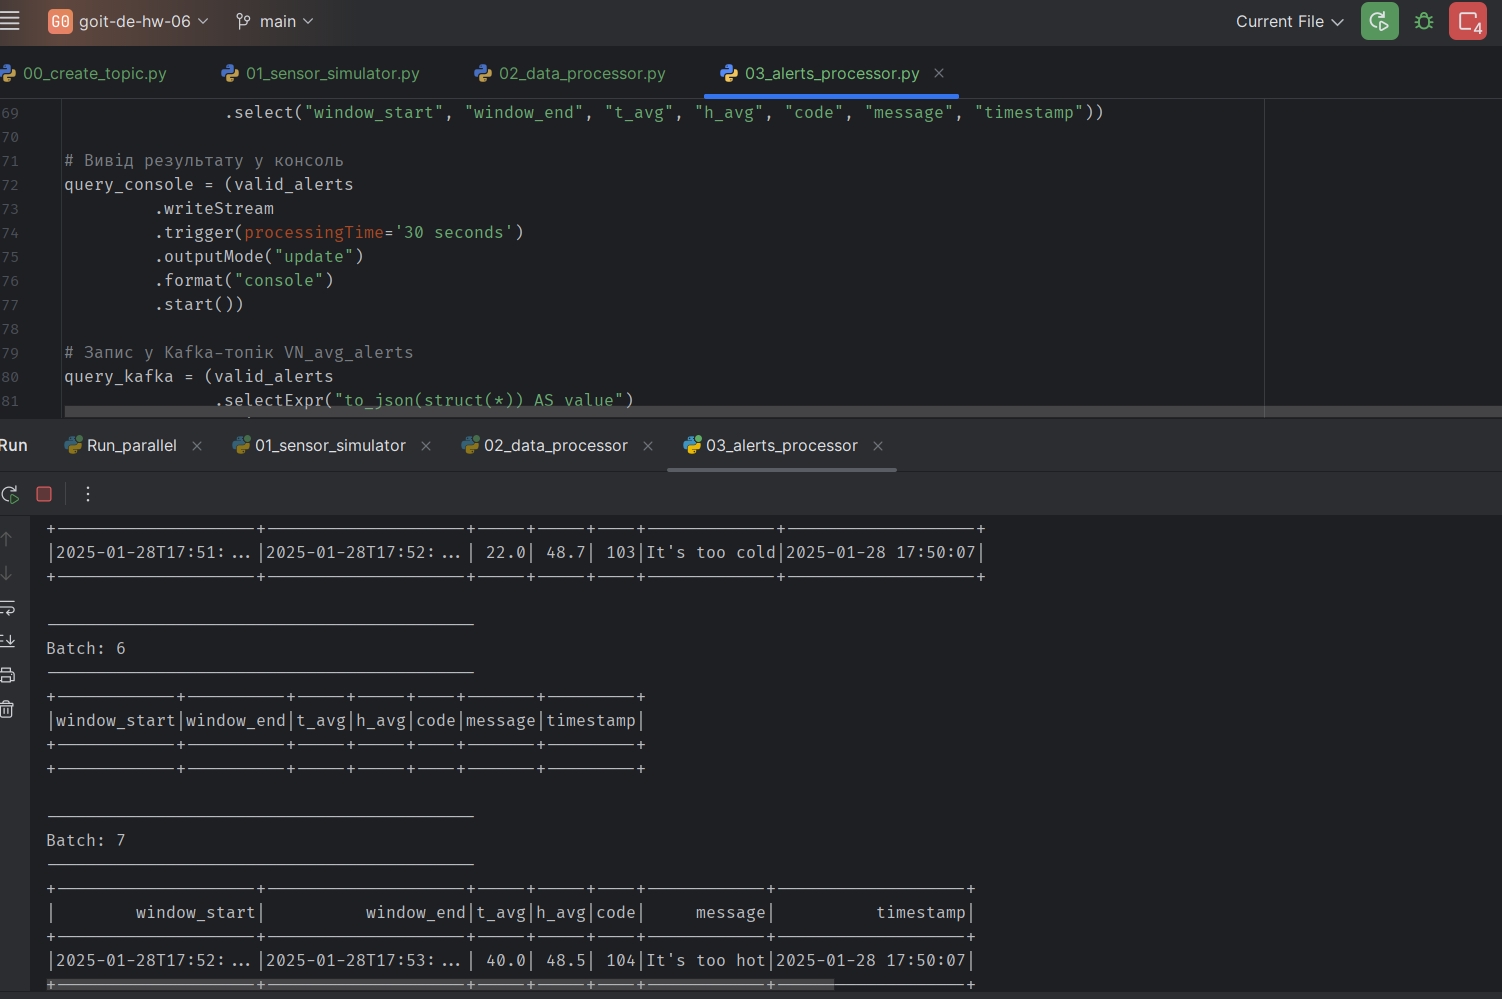 GO goit-de-hw-06 main Current File 4
00_create_topic.py 01_sensor_simulator.py 02_data_processor.py 03_alerts_processor.py
69 .select("window_start", "window_end", "t_avg", "h_avg", "code", "message", "timestamp"))
70
71 # Вивід результату у консоль
72 query_console = (valid_alerts
73 .writeStream
74 .trigger(processingTime='30 seconds')
75 .outputMode("update")
76 .format("console")
77 .start())
78
79 # Запис у Kafka-топік VN_avg_alerts
80 query_kafka = (valid_alerts
81 .selectExpr("to_json(struct(*)) AS value")
Run Run_parallel 01_sensor_simulator 02_data_processor 03_alerts_processor
|2025-01-28T17:51:...|2025-01-28T17:52:...| 22.0| 48.7| 103|It's too cold|2025-01-28 17:50:07|
Batch: 6
|window_start|window_end|t_avg|h_avg|code|message|timestamp|
Batch: 7
| window_start| window_end|t_avg|h_avg|code| message| timestamp|
|2025-01-28T17:52:...|2025-01-28T17:53:...| 40.0| 48.5| 104|It's too hot|2025-01-28 17:50:07|